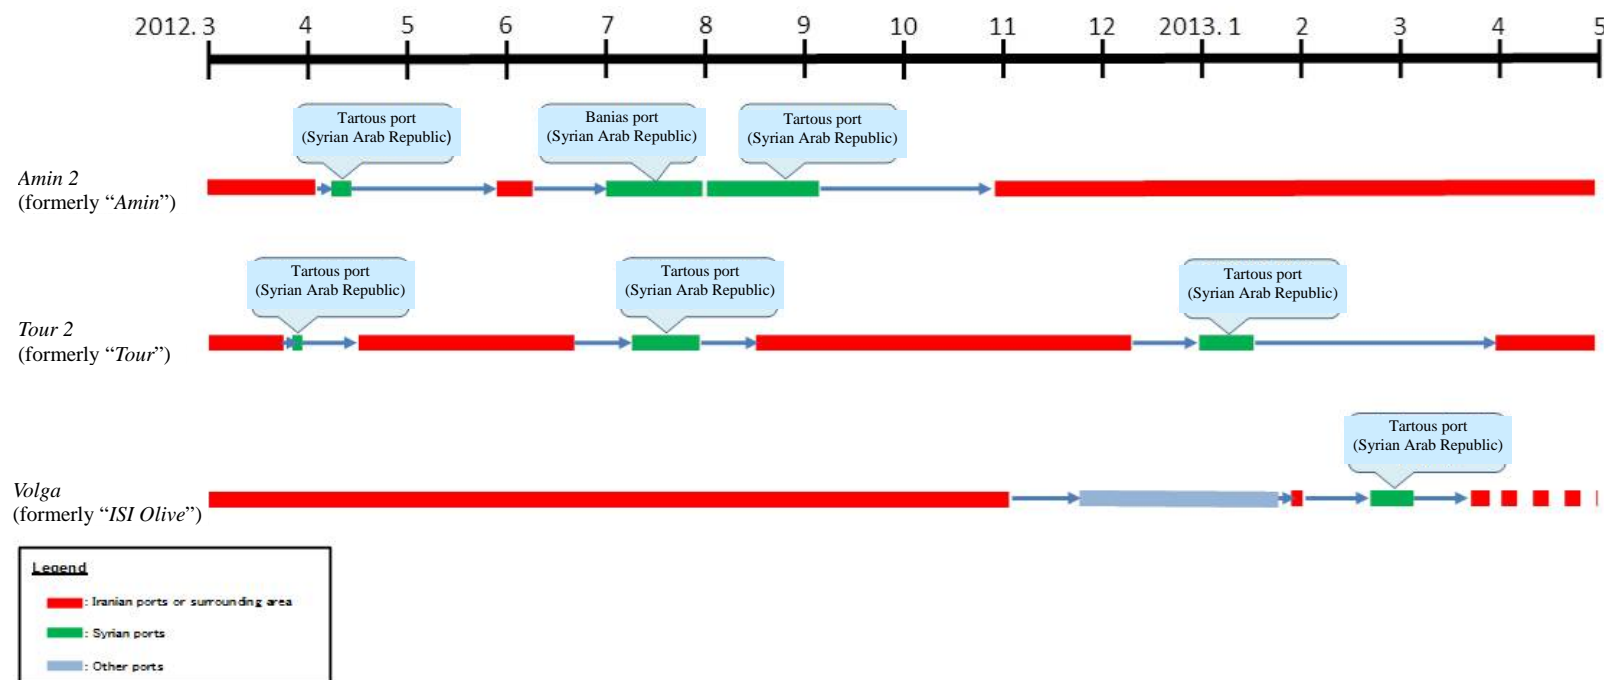 2012. 3 4 5 6 7 8 9 10 11 12 2013. 1 2 3 4 5
Tartous port
(Syrian Arab Republic)
Banias port
(Syrian Arab Republic)
Tartous port
(Syrian Arab Republic)
Amin 2
(formerly “Amin”)
Tartous port
(Syrian Arab Republic)
Tartous port
(Syrian Arab Republic)
Tartous port
(Syrian Arab Republic)
Tour 2
(formerly “Tour”)
Tartous port
(Syrian Arab Republic)
Volga
(formerly “ISI Olive”)
Legend
: Iranian ports or surrounding area
: Syrian ports
: Other ports